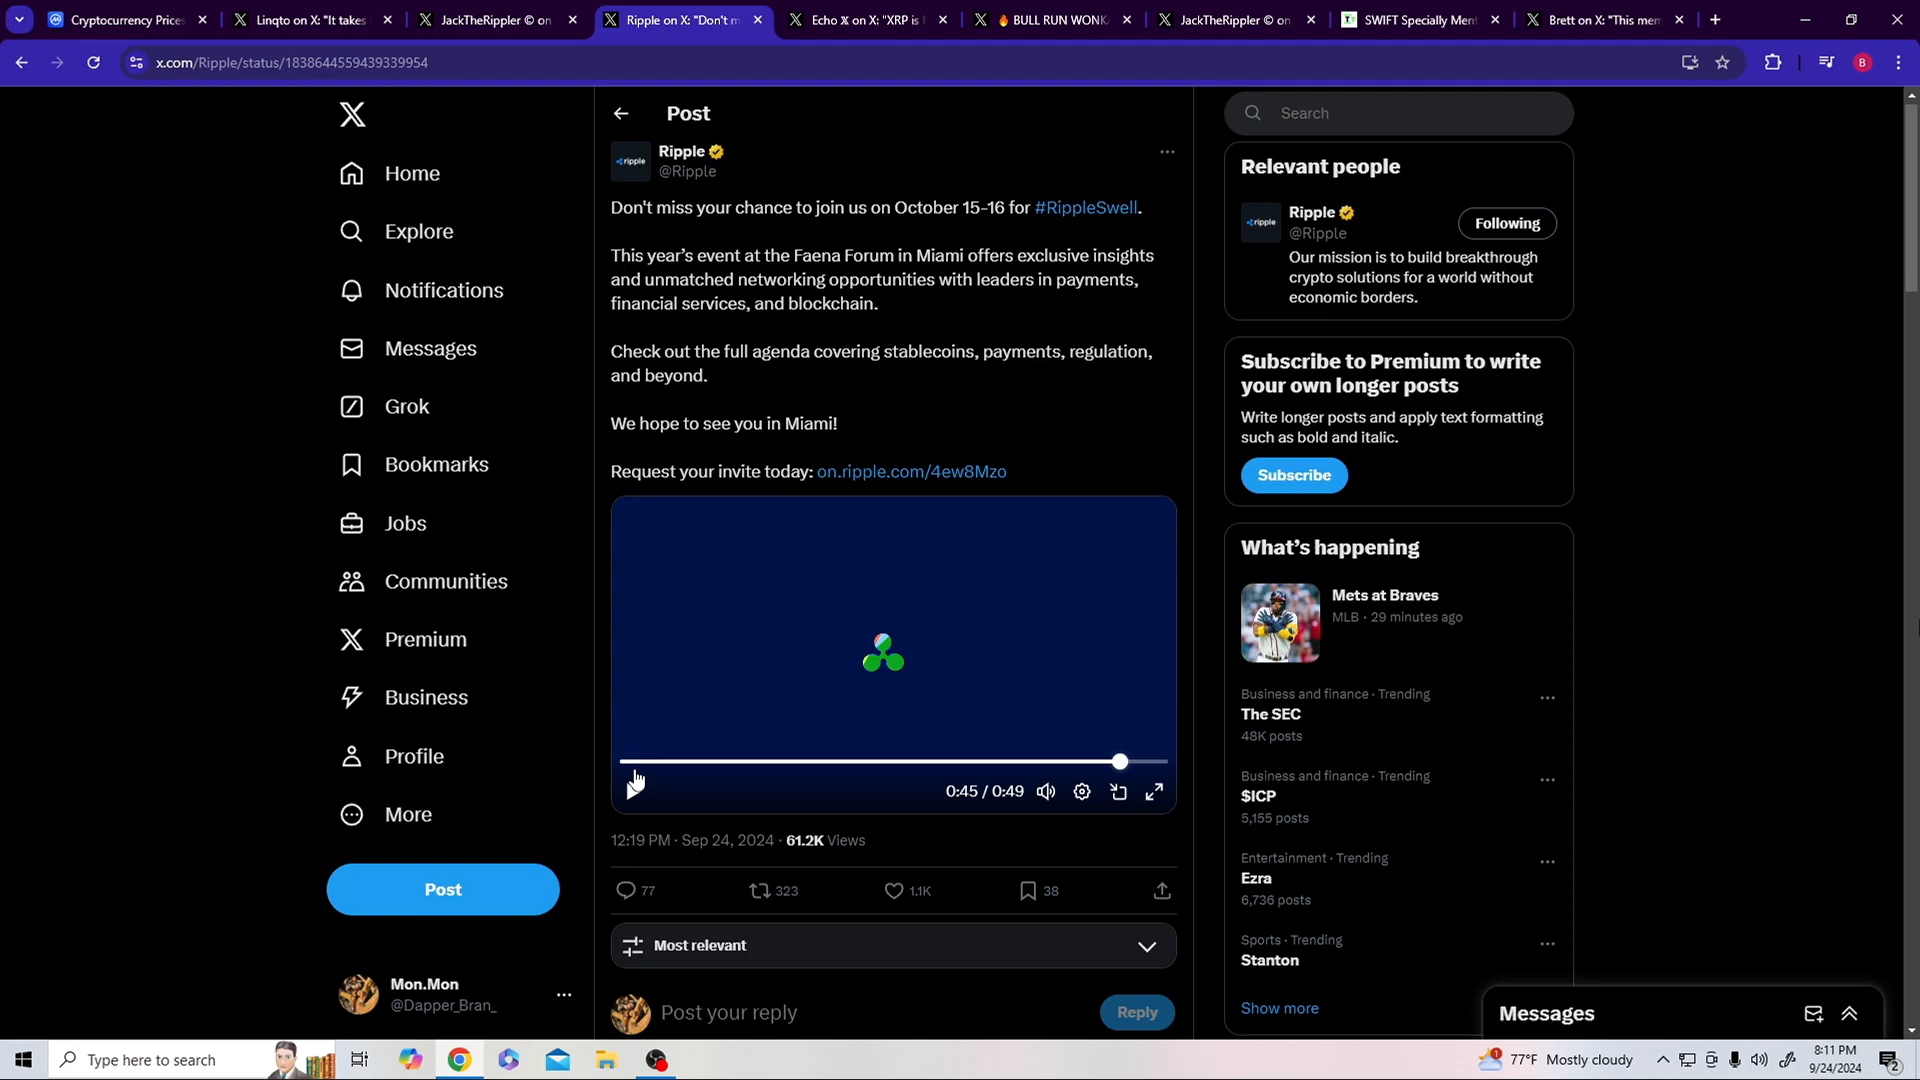 Cryptocurrency Prices
Linqto on X: "It takes
JackTheRippler © on
Ripple on X: "Don't m
Echo 𝕏 on X: "XRP is
🔥 BULL RUN WONK
JackTheRippler © on
SWIFT Specially Ment
Brett on X: "This mem
x.com/Ripple/status/1838644559439339954
B
Home
Explore
Notifications
Messages
Grok
Bookmarks
Jobs
Communities
Premium
Business
Profile
More
Post
Mon.Mon
@Dapper_Bran_
Post
ripple
Ripple
@Ripple
Don't miss your chance to join us on October 15-16 for #RippleSwell.
This year's event at the Faena Forum in Miami offers exclusive insights
and unmatched networking opportunities with leaders in payments,
financial services, and blockchain.
Check out the full agenda covering stablecoins, payments, regulation,
and beyond.
We hope to see you in Miami!
Request your invite today: on.ripple.com/4ew8Mzo
0:45 / 0:49
12:19 PM · Sep 24, 2024 · 61.2K Views
77
323
1.1K
38
Most relevant
Post your reply
Reply
Search
Relevant people
ripple
Ripple
@Ripple
Following
Our mission is to build breakthrough
crypto solutions for a world without
economic borders.
Subscribe to Premium to write
your own longer posts
Write longer posts and apply text formatting
such as bold and italic.
Subscribe
What's happening
Mets at Braves
MLB · 29 minutes ago
Business and finance · Trending
The SEC
48K posts
Business and finance · Trending
$ICP
5,155 posts
Entertainment · Trending
Ezra
6,736 posts
Sports · Trending
Stanton
Show more
Messages
Type here to search
1
77°F Mostly cloudy
8:11 PM
9/24/2024
2